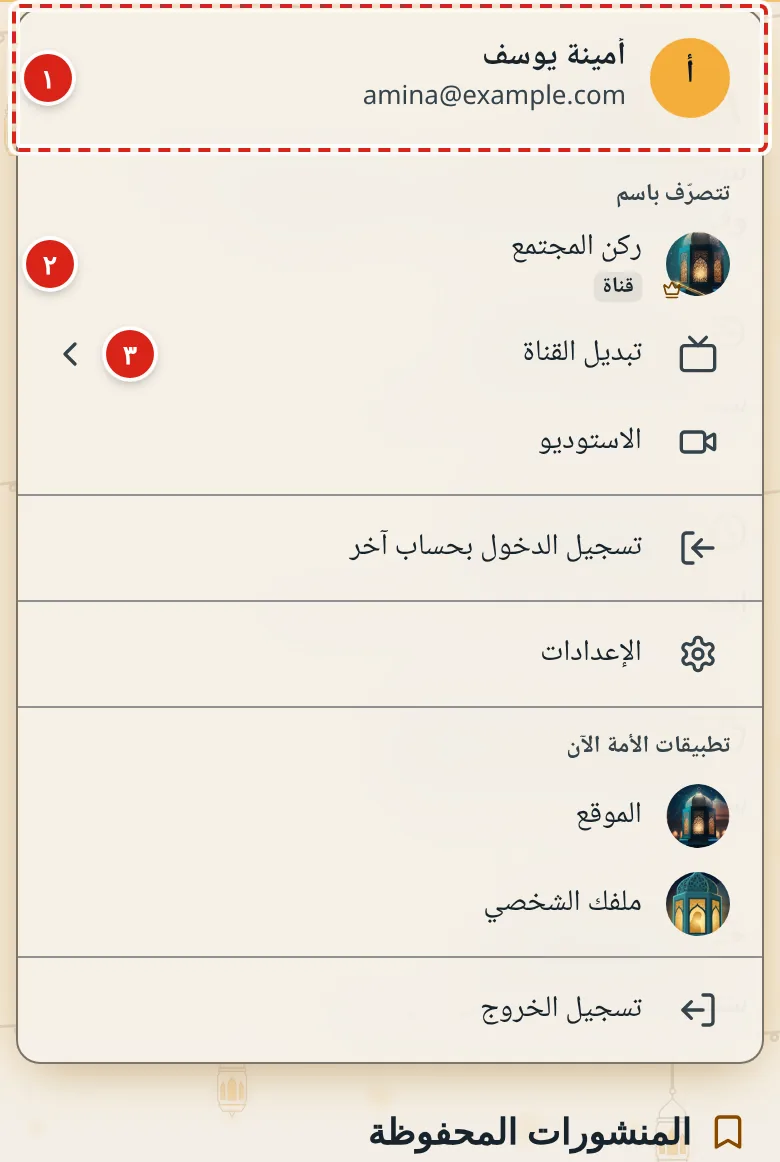 أ
أمينة يوسف
amina@example.com
١
تتصرّف باسم
ركن المجتمع
قناة
٢
تبديل القناة
٣
الاستوديو
تسجيل الدخول بحساب آخر
الإعدادات
تطبيقات الأمة الآن
الموقع
ملفك الشخصي
تسجيل الخروج
المنشورات المحفوظة